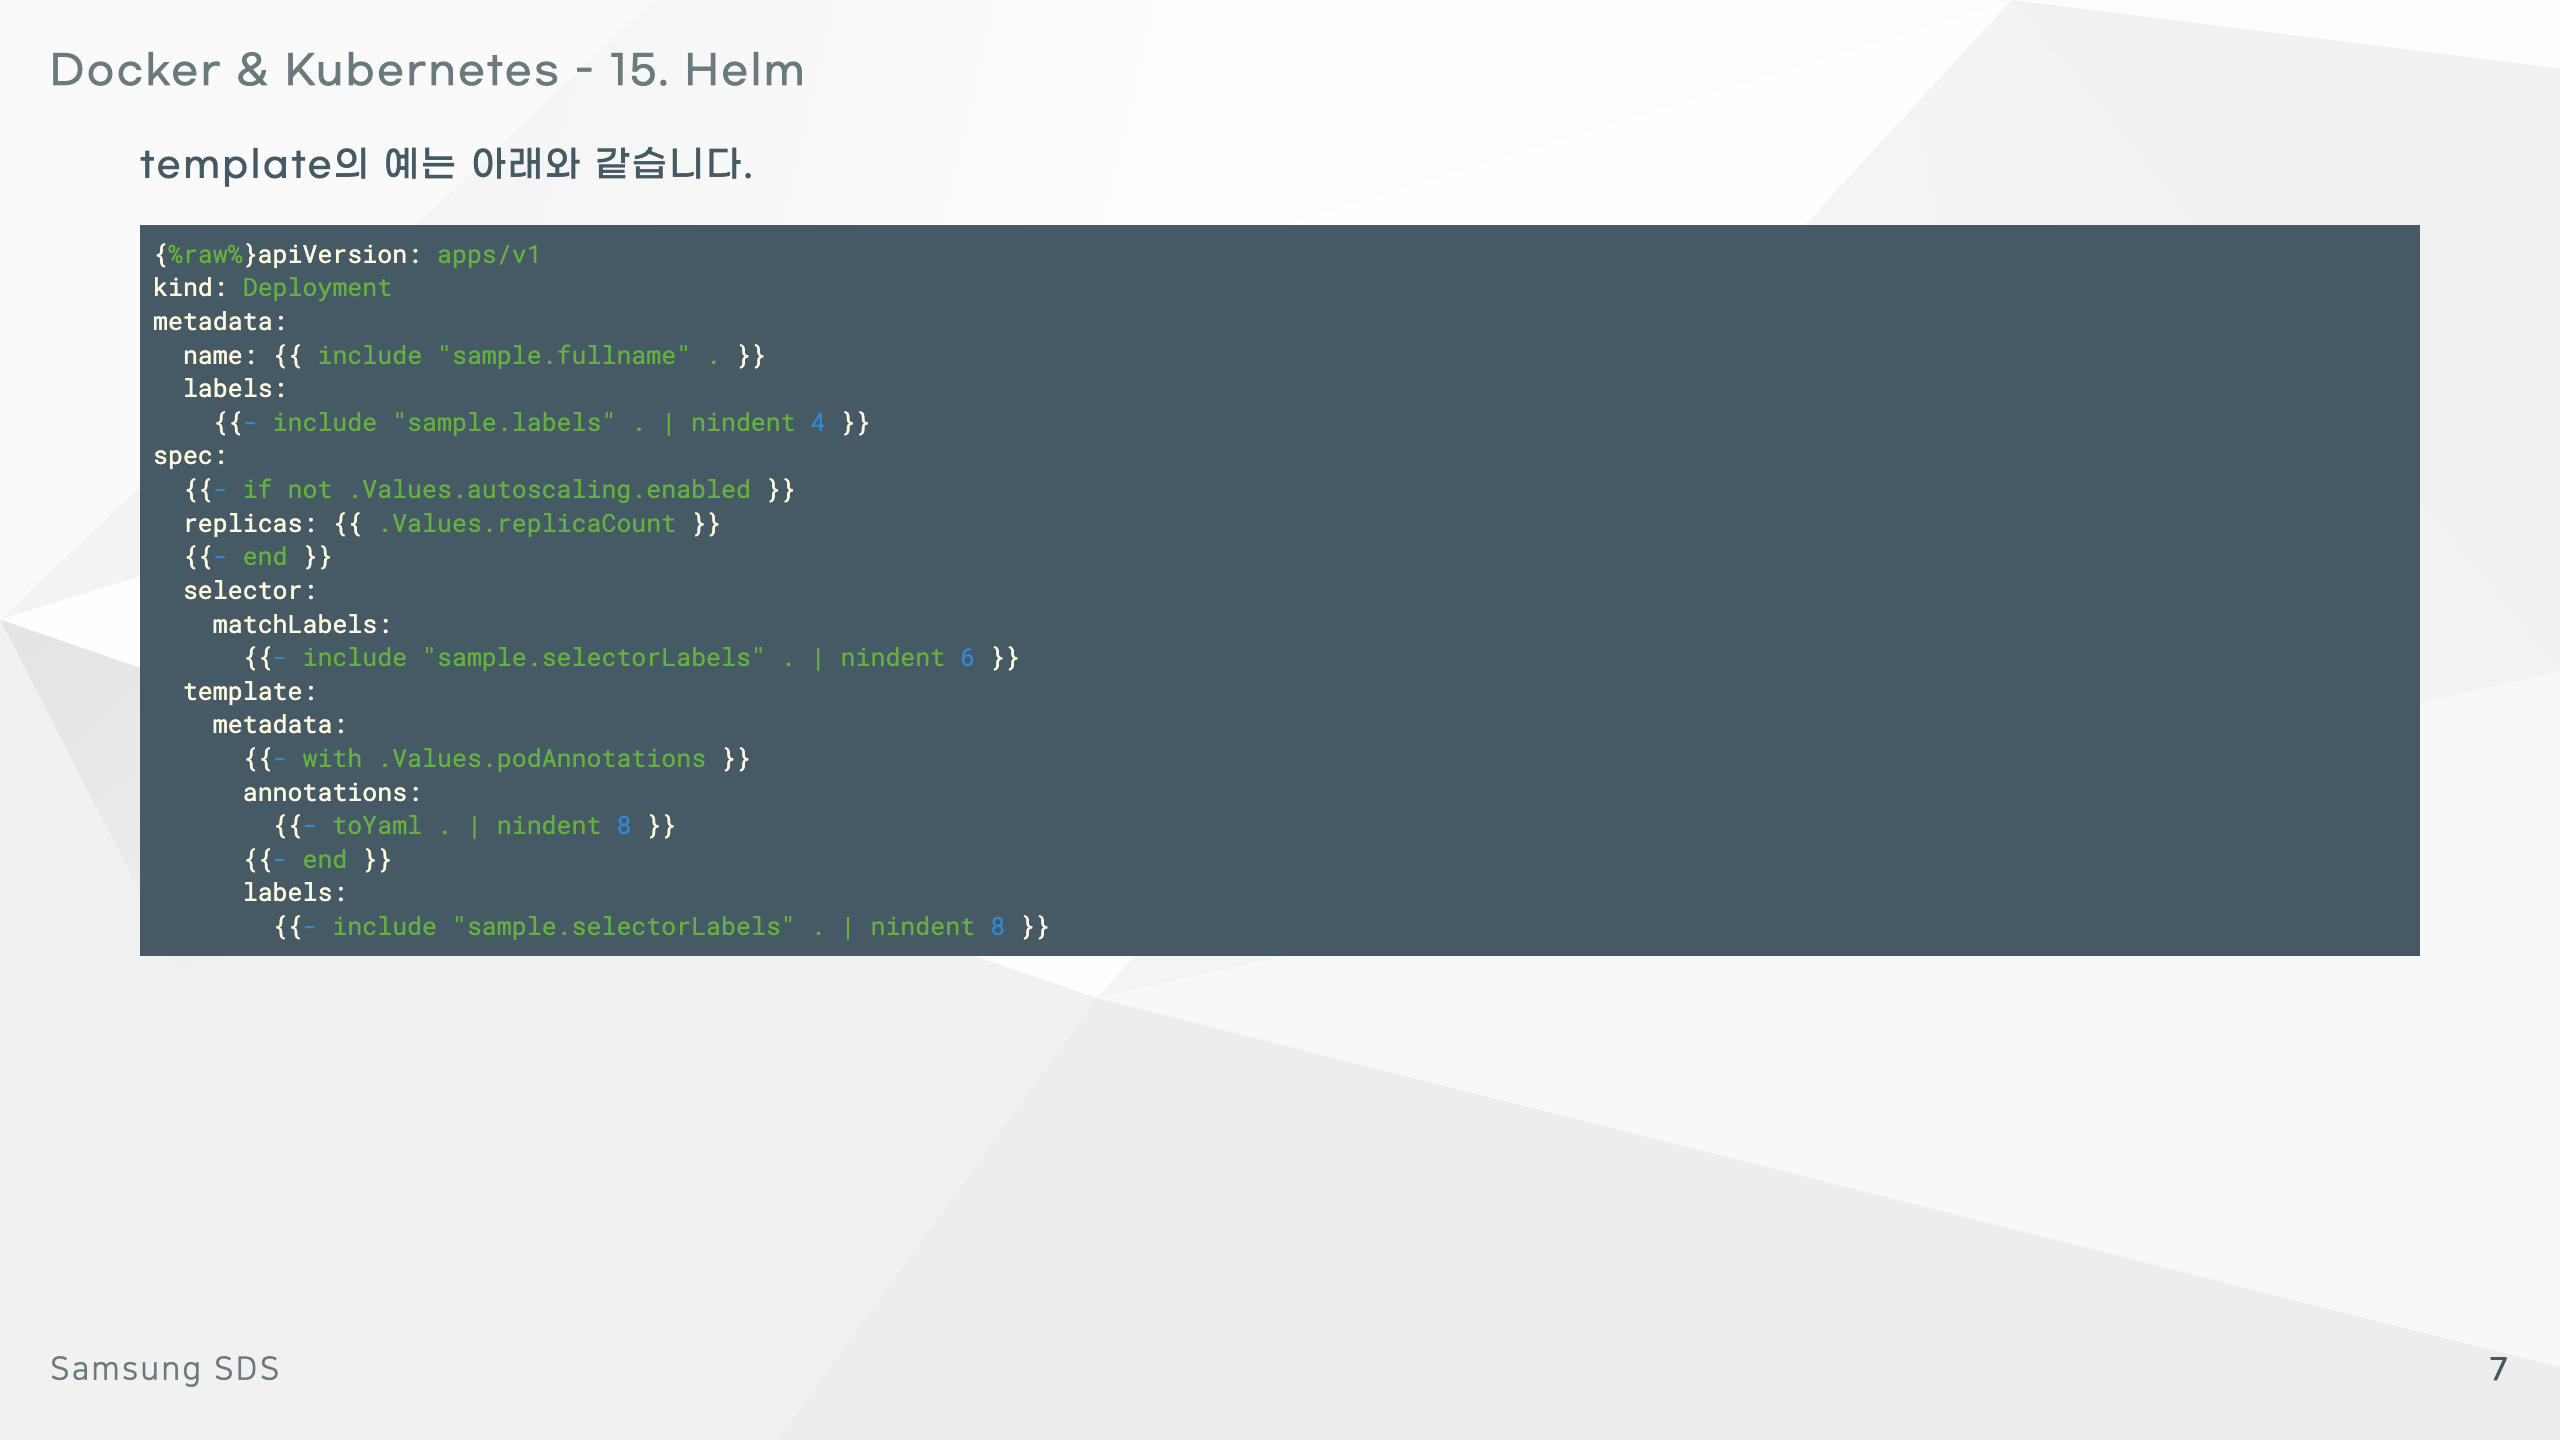 Docker & Kubernetes - 15. Helm
template의 예는 아래와 같습니다.
{%raw%}apiVersion: apps/v1
kind: Deployment
metadata:
  name: {{ include "sample.fullname" . }}
  labels:
    {{- include "sample.labels" . | nindent 4 }}
spec:
  {{- if not .Values.autoscaling.enabled }}
  replicas: {{ .Values.replicaCount }}
  {{- end }}
  selector:
    matchLabels:
      {{- include "sample.selectorLabels" . | nindent 6 }}
  template:
    metadata:
      {{- with .Values.podAnnotations }}
      annotations:
        {{- toYaml . | nindent 8 }}
      {{- end }}
      labels:
        {{- include "sample.selectorLabels" . | nindent 8 }}
Samsung SDS
7